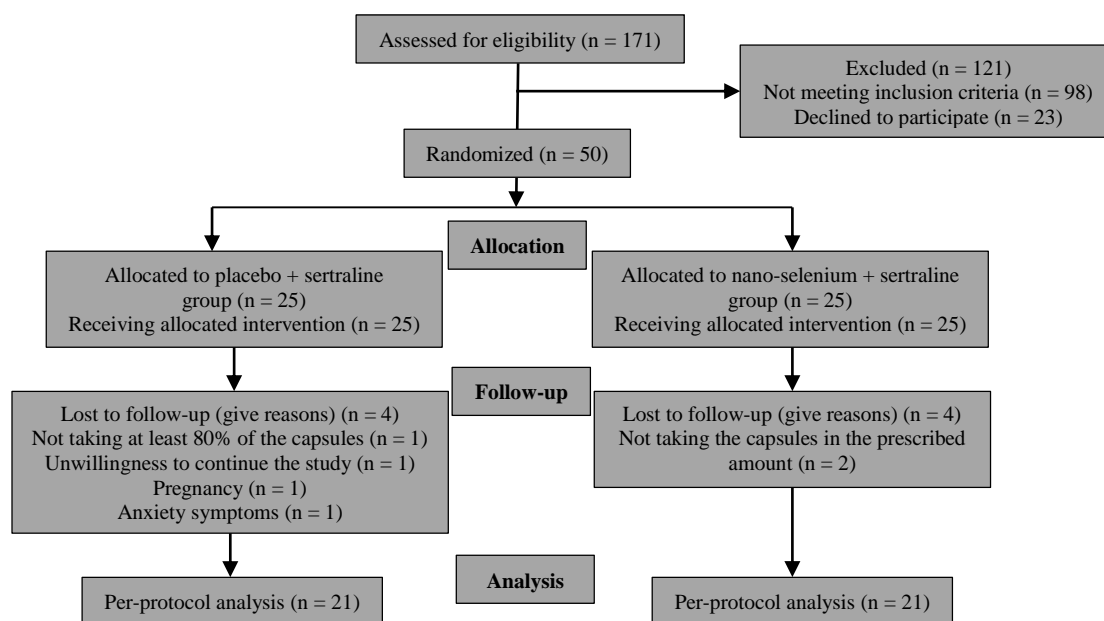 Assessed for eligibility (n = 171)
Excluded (n = 121)
Not meeting inclusion criteria (n = 98)
Declined to participate (n = 23)
Randomized (n = 50)
Allocation
Allocated to placebo + sertraline
group (n = 25)
Receiving allocated intervention (n = 25)
Allocated to nano-selenium + sertraline
group (n = 25)
Receiving allocated intervention (n = 25)
Follow-up
Lost to follow-up (give reasons) (n = 4)
Not taking at least 80% of the capsules (n = 1)
Unwillingness to continue the study (n = 1)
Pregnancy (n = 1)
Anxiety symptoms (n = 1)
Lost to follow-up (give reasons) (n = 4)
Not taking the capsules in the prescribed
amount (n = 2)
Analysis
Per-protocol analysis (n = 21)
Per-protocol analysis (n = 21)